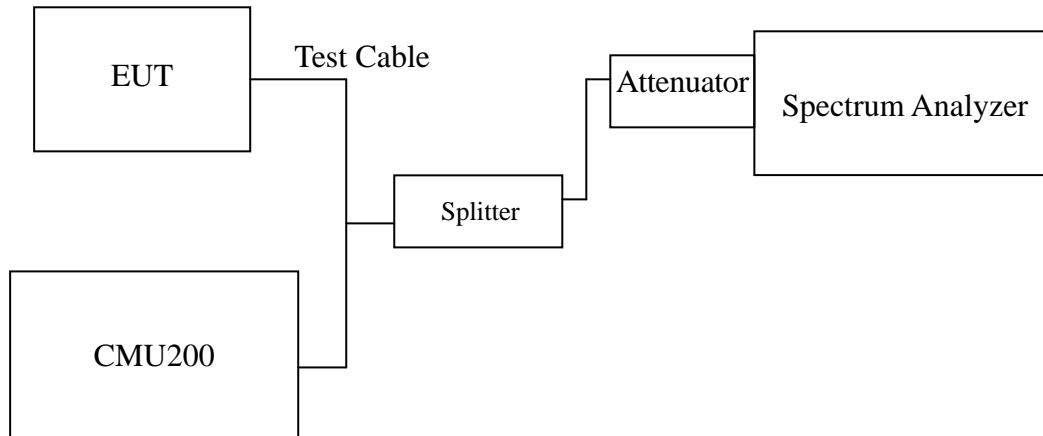 EUT
Test Cable
Attenuator
Spectrum Analyzer
Splitter
CMU200